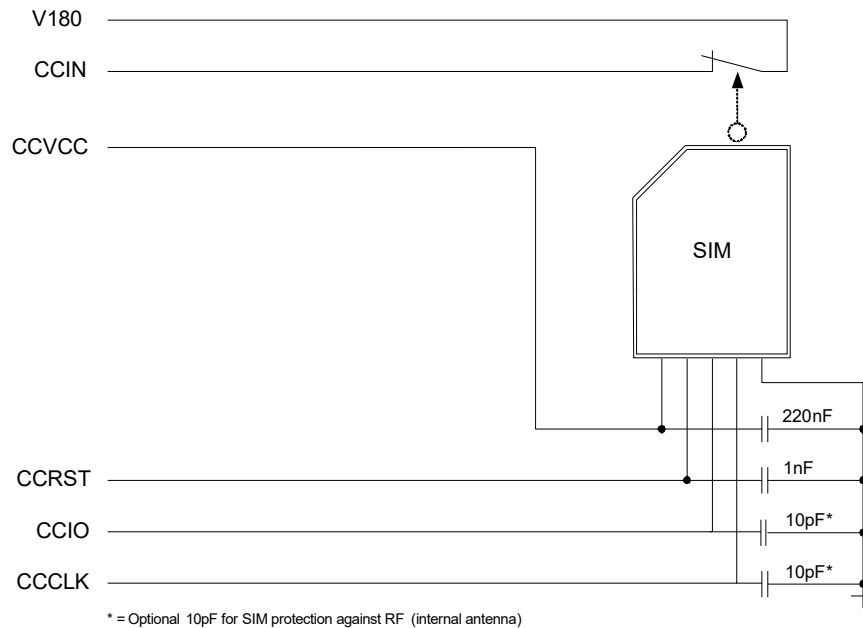 V180
CCIN
CCVCC
SIM
220nF
CCRST
1nF
CCIO
10pF*
CCCLK
10pF*
* = Optional 10pF for SIM protection against RF (internal antenna)